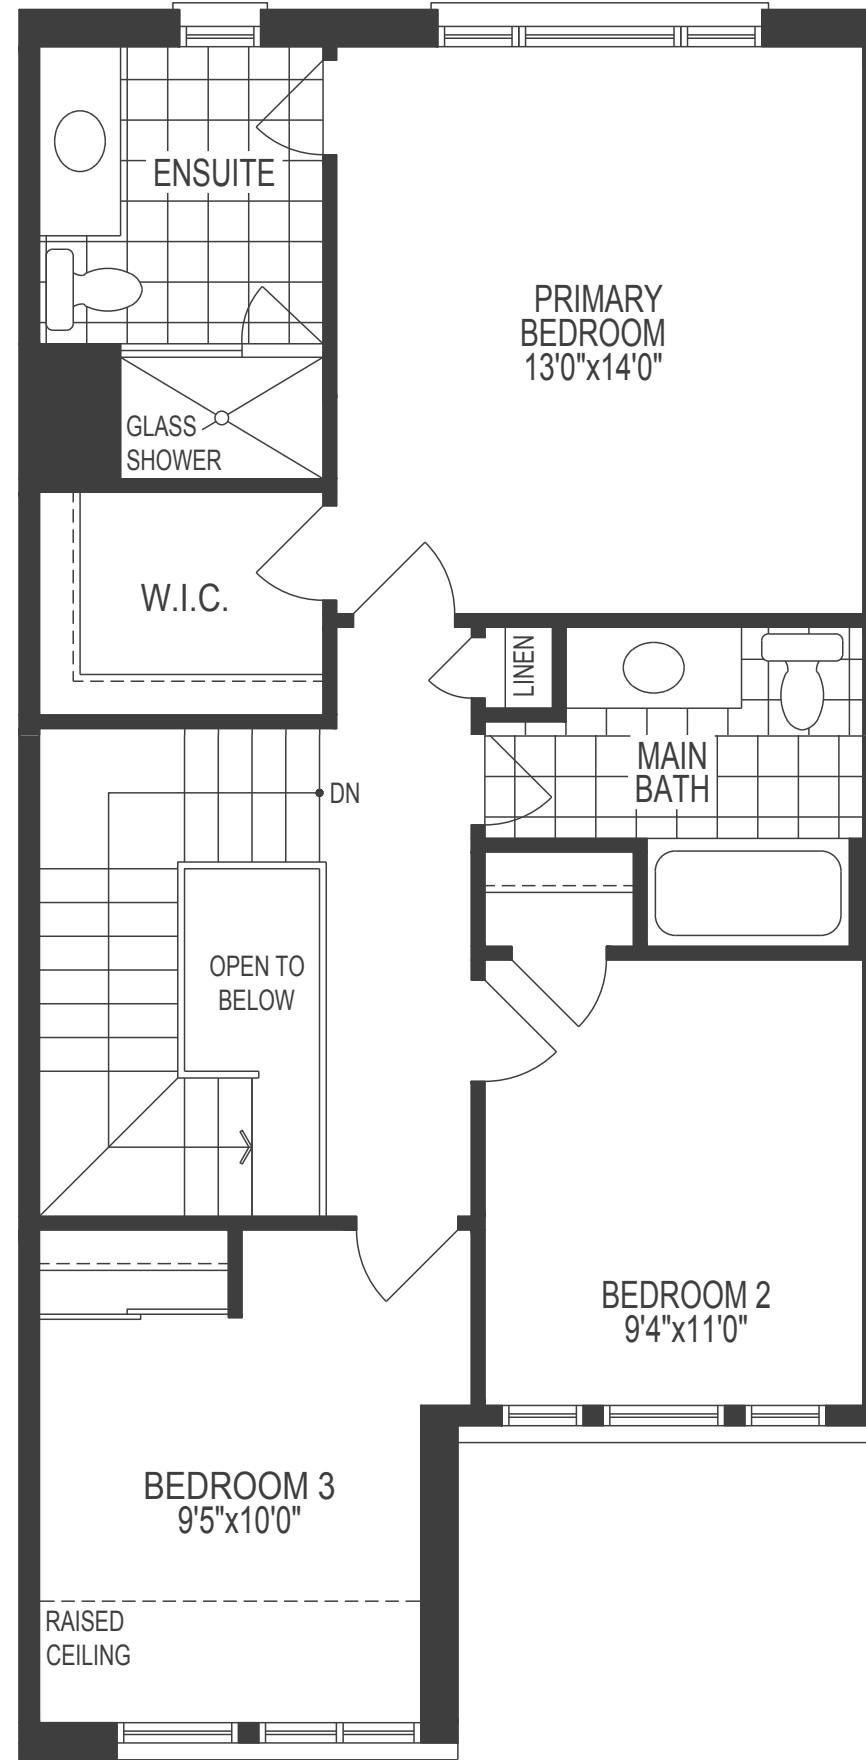 ENSUITE
PRIMARY
BEDROOM
13'0"x14'0"
GLASS
SHOWER
W.I.C.
LINEN
MAIN
BATH
DN
OPEN TO
BELOW
BEDROOM 2
9'4"x11'0"
BEDROOM 3
9'5"x10'0"
RAISED
CEILING